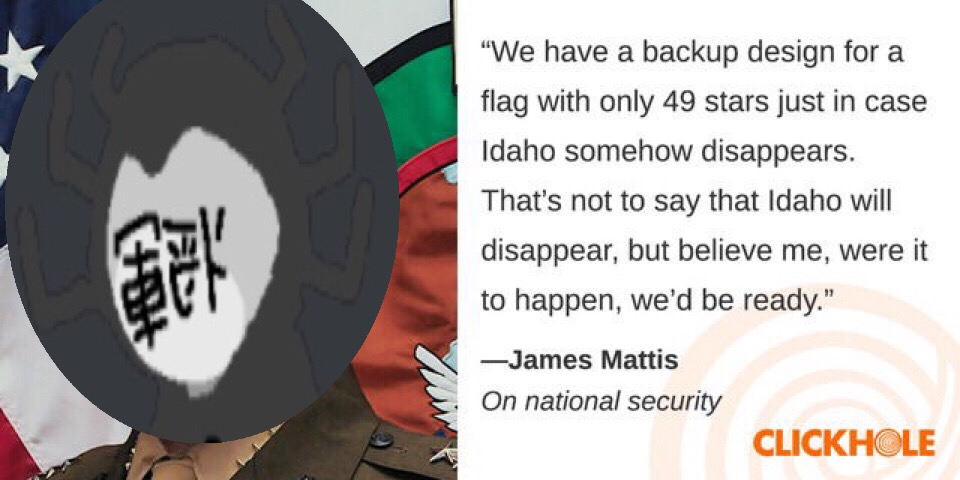 将軍
“We have a backup design for a
flag with only 49 stars just in case
Idaho somehow disappears.
That’s not to say that Idaho will
disappear, but believe me, were it
to happen, we’d be ready.”
—James Mattis
On national security
CLICKHOLE